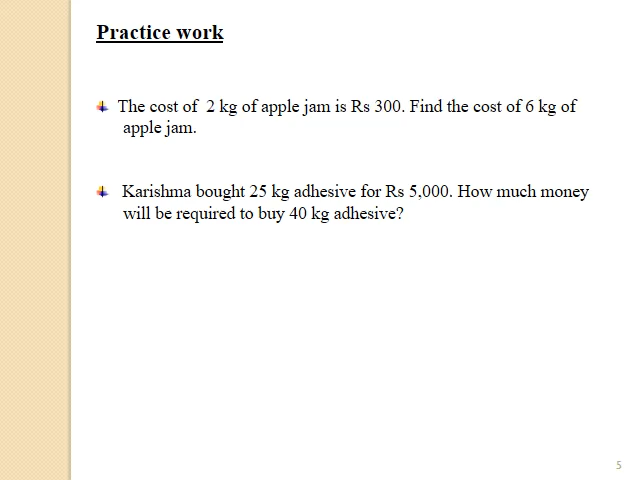 Practice work
The cost of 2 kg of apple jam is Rs 300. Find the cost of 6 kg of
apple jam.
Karishma bought 25 kg adhesive for Rs 5,000. How much money
will be required to buy 40 kg adhesive?
5